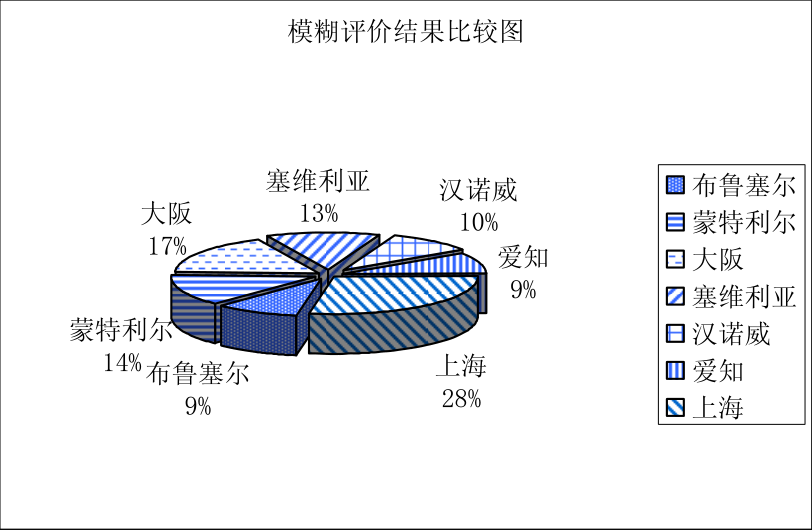 模糊评价结果比较图
塞维利亚
13%
汉诺威
10%
大阪
17%
爱知
9%
蒙特利尔
14%
布鲁塞尔
9%
上海
28%
布鲁塞尔
蒙特利尔
大阪
塞维利亚
汉诺威
爱知
上海